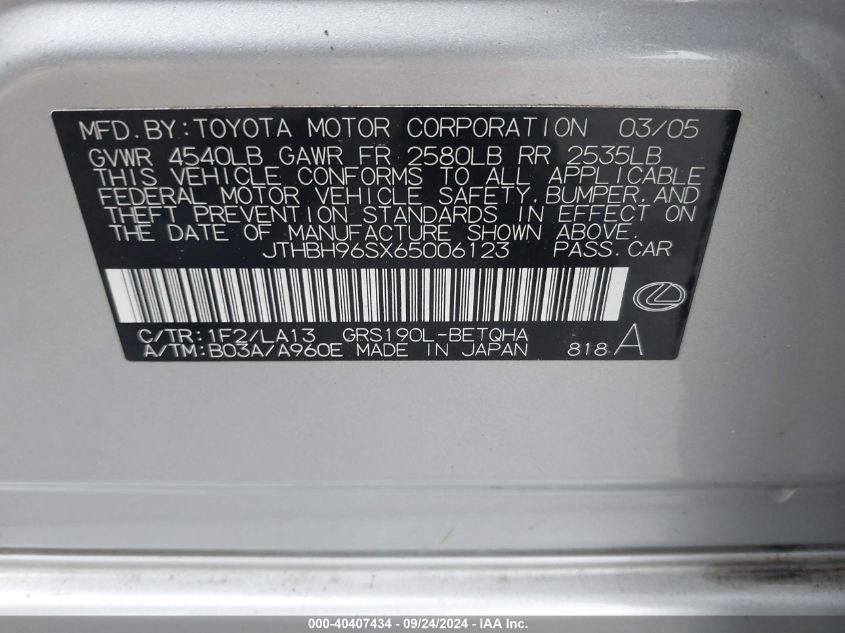 MFD. BY: TOYOTA MOTOR CORPORATION 03/05
GVWR 4540LB GAWR FR 2580LB RR 2535LB
THIS VEHICLE CONFORMS TO ALL APPLICABLE
FEDERAL MOTOR VEHICLE SAFETY, BUMPER, AND
THEFT PREVENTION STANDARDS IN EFFECT ON
THE DATE OF MANUFACTURE SHOWN ABOVE.
JTHBH96SX65006123 PASS. CAR
C/TR: 1F2/LA13 GRS190L-BETQHA
A/TM: B03A/A960E MADE IN JAPAN 818 A
000-40407434 - 09/24/2024 - IAAI.COM